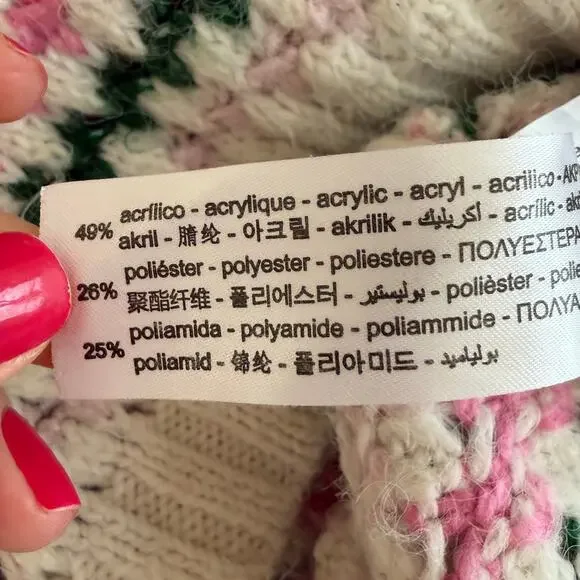 49% acrílico - acrylique - acrylic - acryl - acrilico -
akril - 腈纶 - 아크릴 - akrilik - أكريليك - acrílic -
26% poliéster - polyester - poliestere - ΠΟΛΥΕΣΤΕΡΑ
聚酯纤维 - 폴리에스터 - بوليستير - polièster -
25% poliamida - polyamide - poliammide -
poliamid - 锦纶 - 폴리아미드 - بولياميد